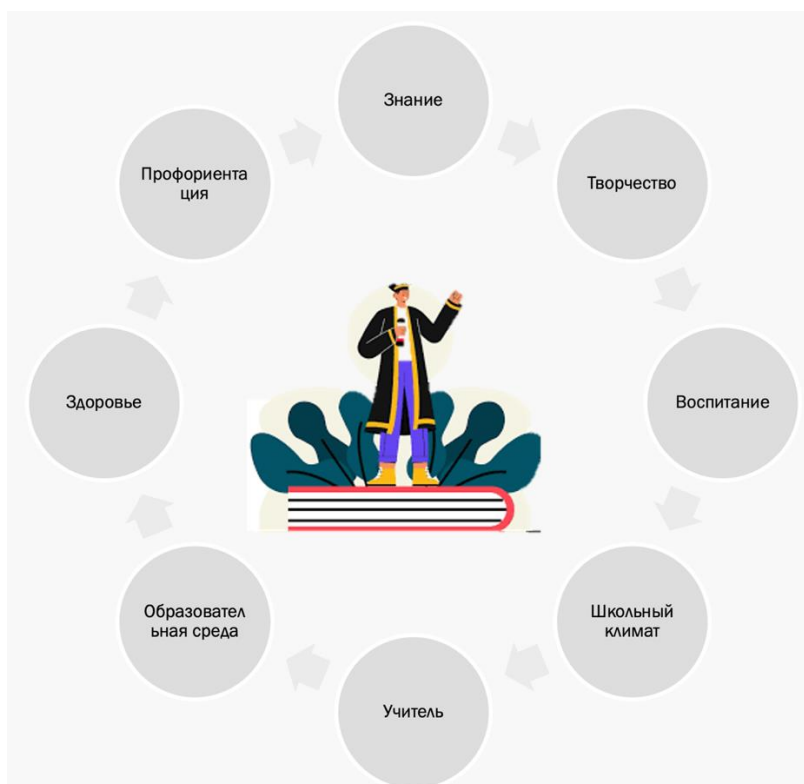 Знание
Творчество
Воспитание
Школьный
климат
Учитель
Образовател
ьная среда
Здоровье
Профориента
ция